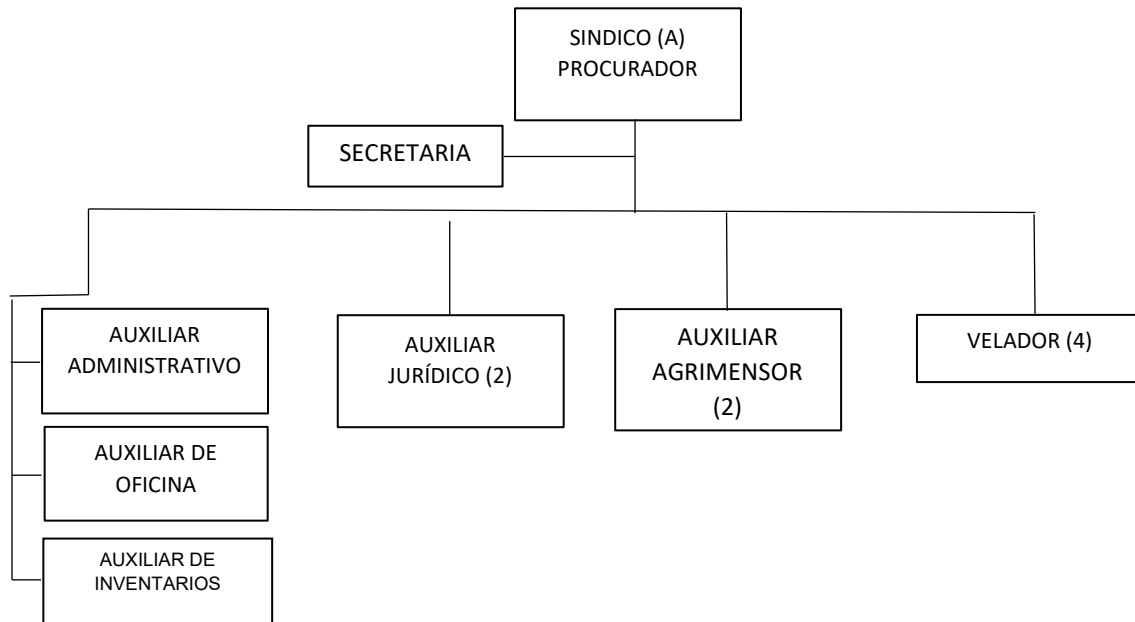 SINDICO (A)
PROCURADOR
SECRETARIA
AUXILIAR
ADMINISTRATIVO
AUXILIAR
JURÍDICO (2)
AUXILIAR
AGRIMENSOR
(2)
VELADOR (4)
AUXILIAR DE
OFICINA
AUXILIAR DE
INVENTARIOS